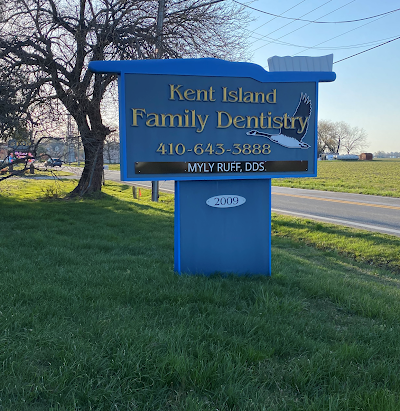 Kent Island
Family Dentistry
410-643-3888
MYLY RUFF, DDS.
2009